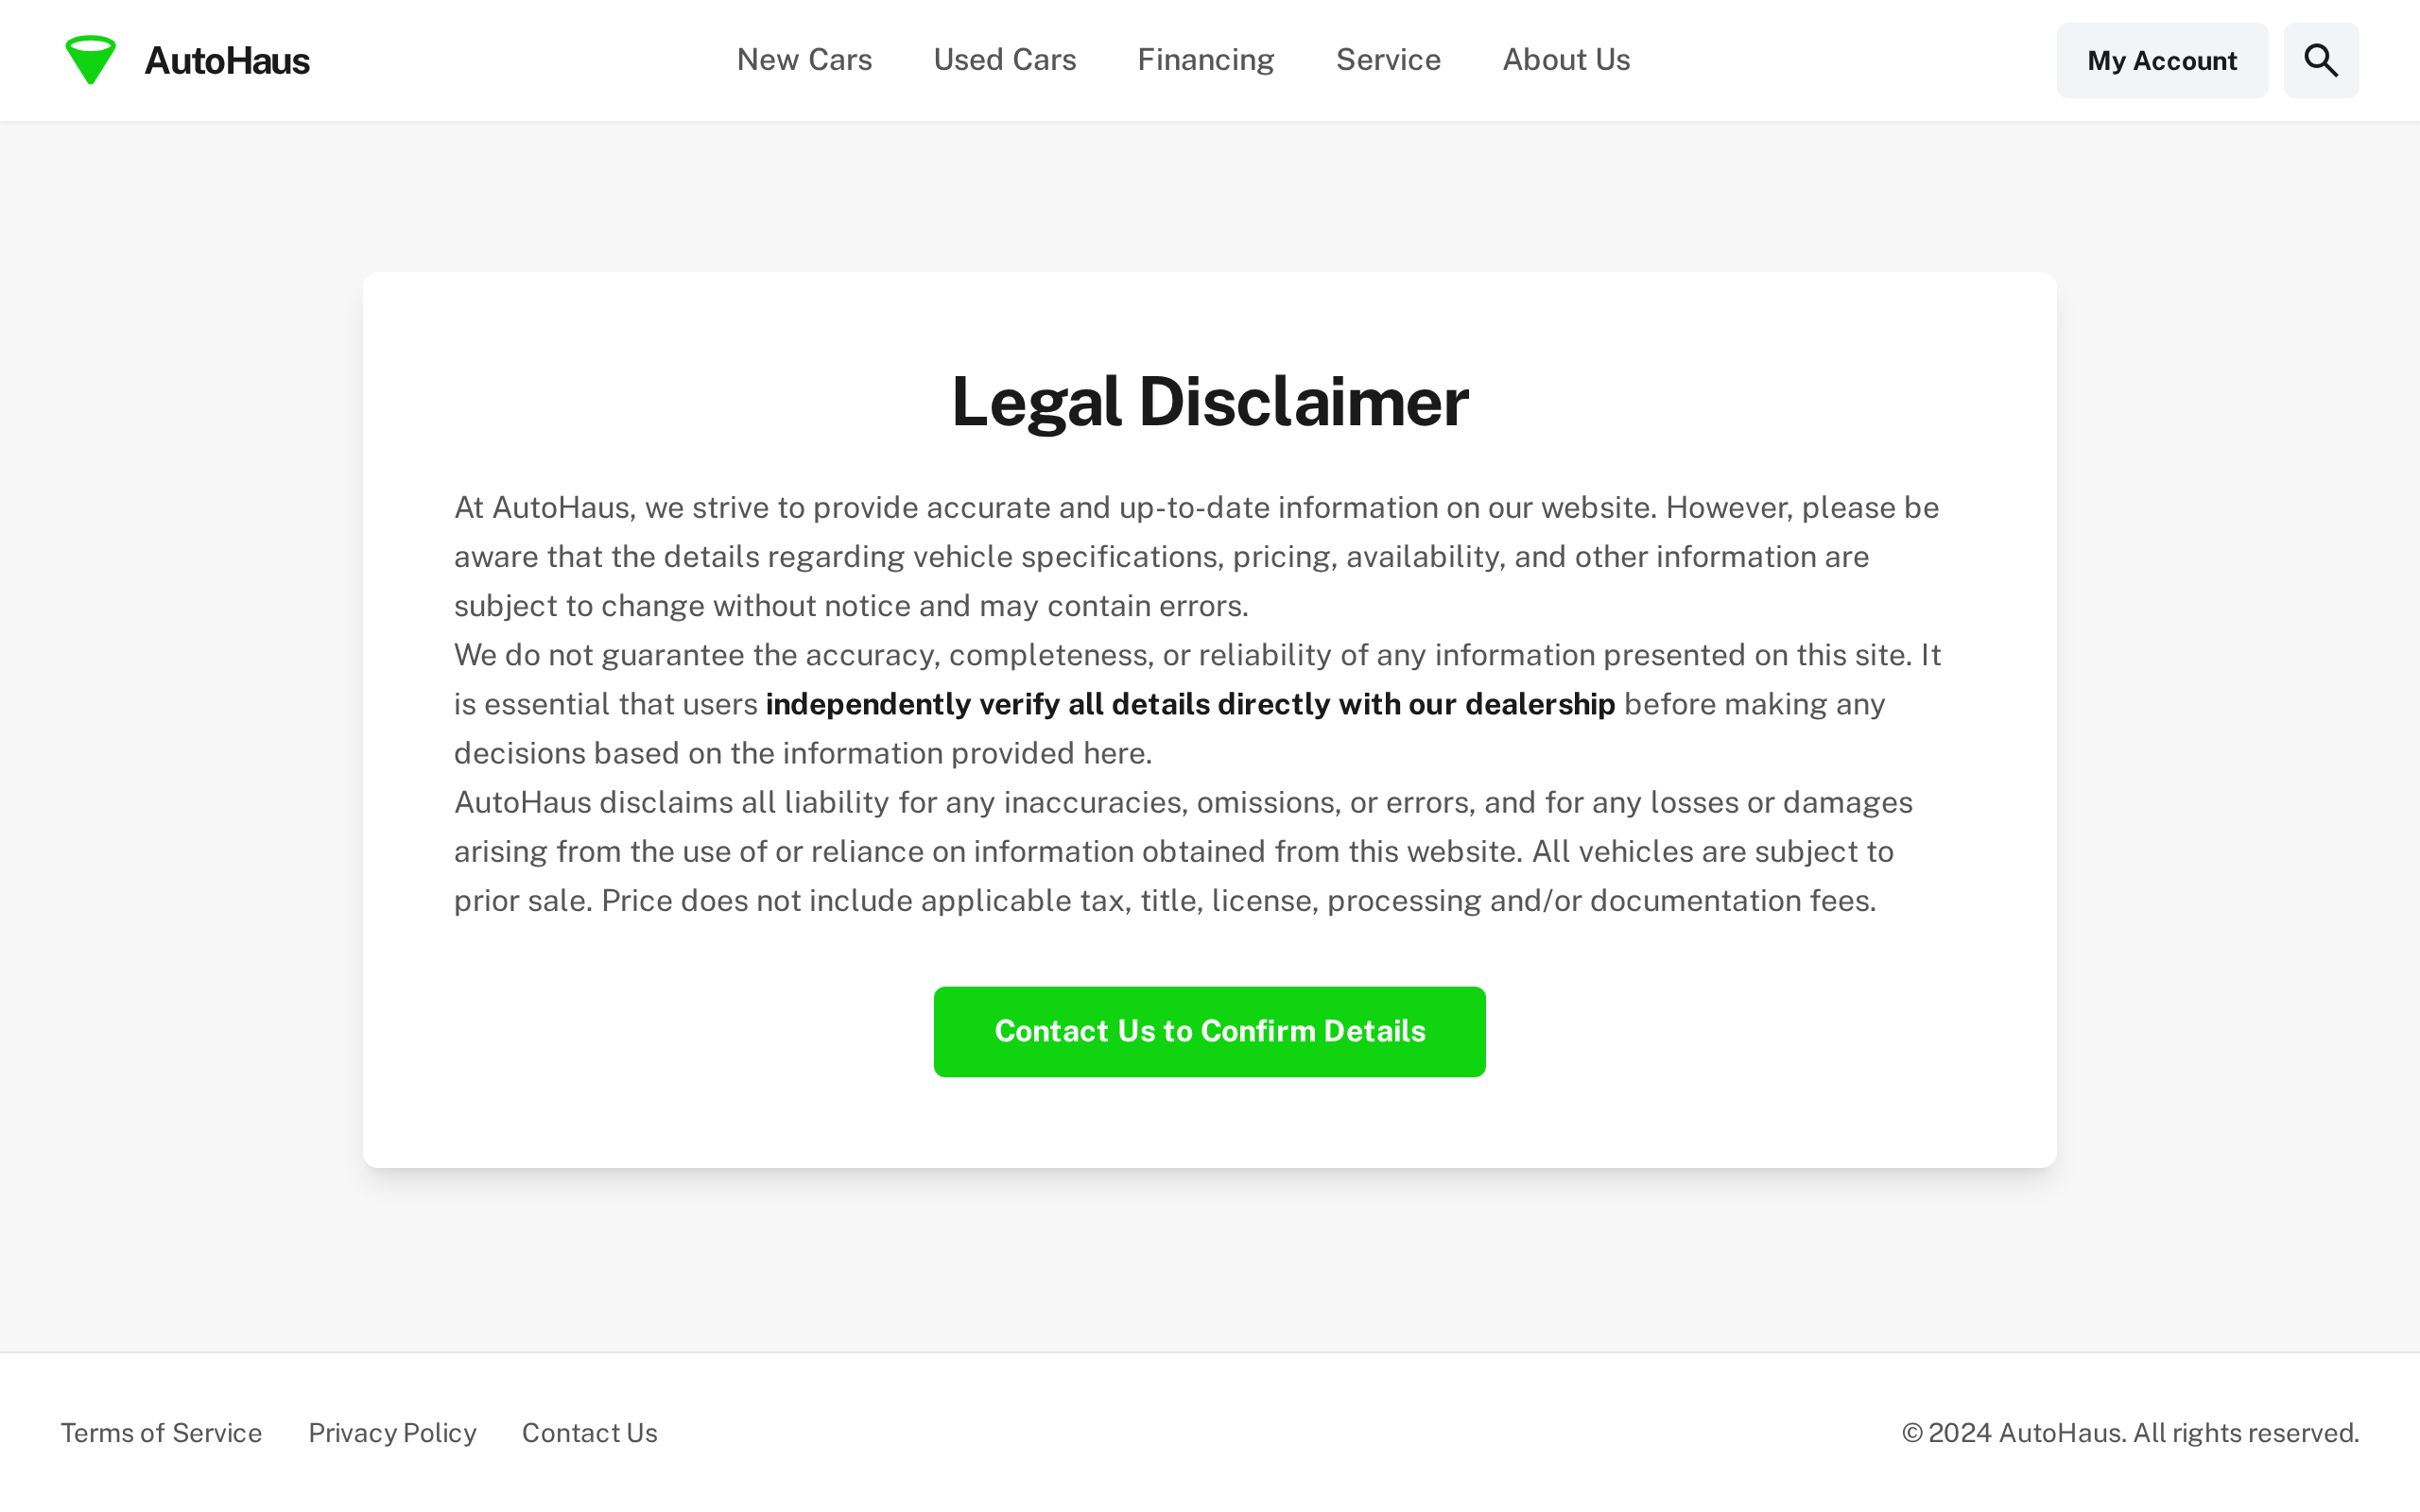 AutoHaus
New Cars
Used Cars
Financing
Service
About Us
My Account
Legal Disclaimer
At AutoHaus, we strive to provide accurate and up-to-date information on our website. However, please be
aware that the details regarding vehicle specifications, pricing, availability, and other information are
subject to change without notice and may contain errors.
We do not guarantee the accuracy, completeness, or reliability of any information presented on this site. It
is essential that users independently verify all details directly with our dealership before making any
decisions based on the information provided here.
AutoHaus disclaims all liability for any inaccuracies, omissions, or errors, and for any losses or damages
arising from the use of or reliance on information obtained from this website. All vehicles are subject to
prior sale. Price does not include applicable tax, title, license, processing and/or documentation fees.
Contact Us to Confirm Details
Terms of Service
Privacy Policy
Contact Us
© 2024 AutoHaus. All rights reserved.